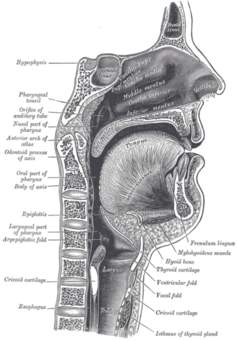 Hypophysis
Pharyngeal
tonsil
Orifice of
auditory tube
Nasal part of
pharynx
Anterior arch of
atlas
Odontoid process
of axis
Oral part of
pharynx
Body of axis
Epiglottis
Laryngeal part
of pharynx
Aryepiglottic fold
Cricoid cartilage
Esophagus
Middle meatus
Inferior meatus
Tongue
Larynx
Frenulum linguæ
Mylohyoideus muscle
Hyoid bone
Thyroid cartilage
Ventricular fold
Vocal fold
Cricoid cartilage
Isthmus of thyroid gland